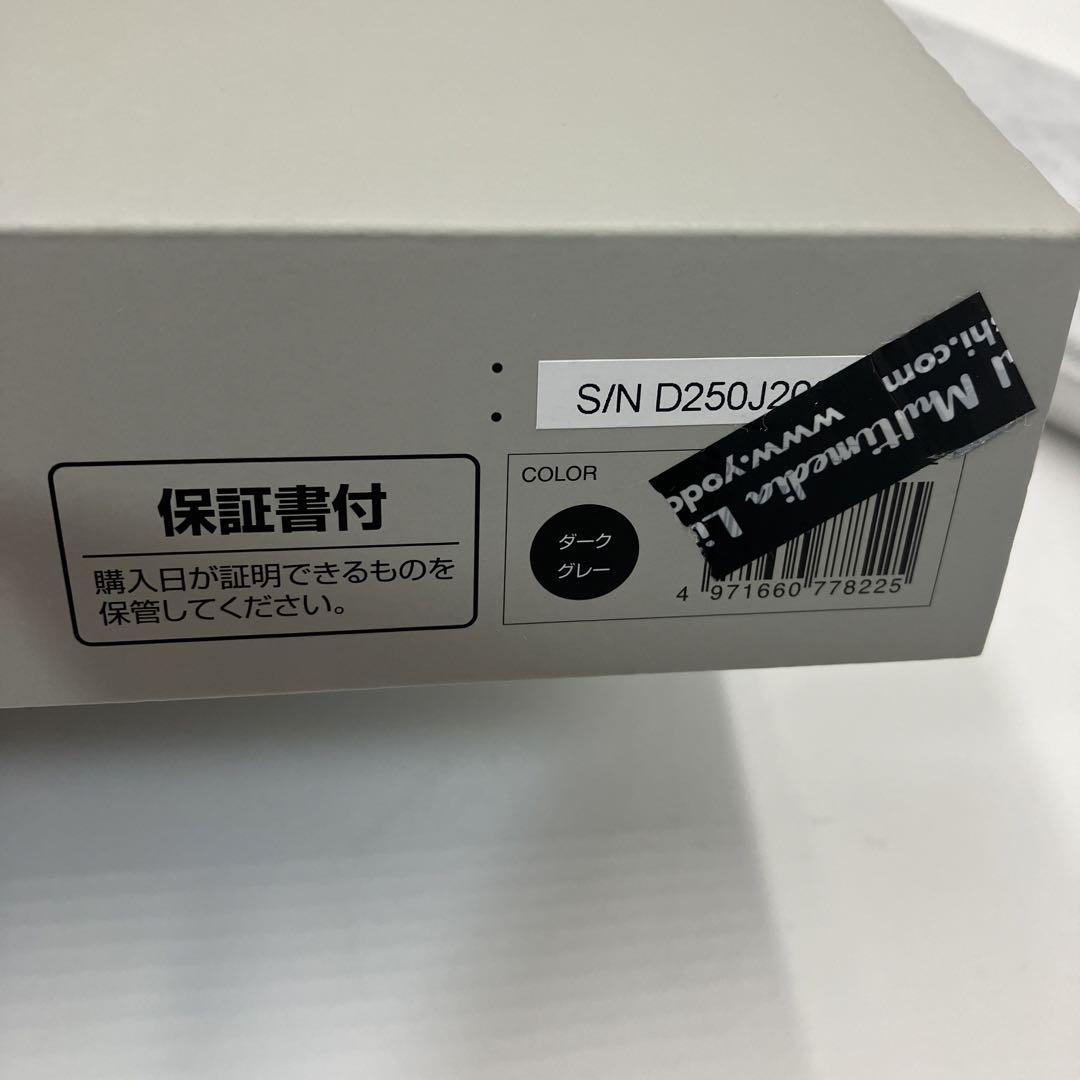 S/N D250J20
保証書付
購入日が証明できるものを
保管してください。
COLOR
ダーク
グレー
4 971660 778225
Multimedia
www.yodo
hi.com